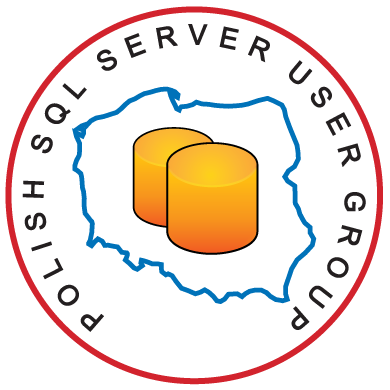 POLISH SQL SERVER USER GROUP